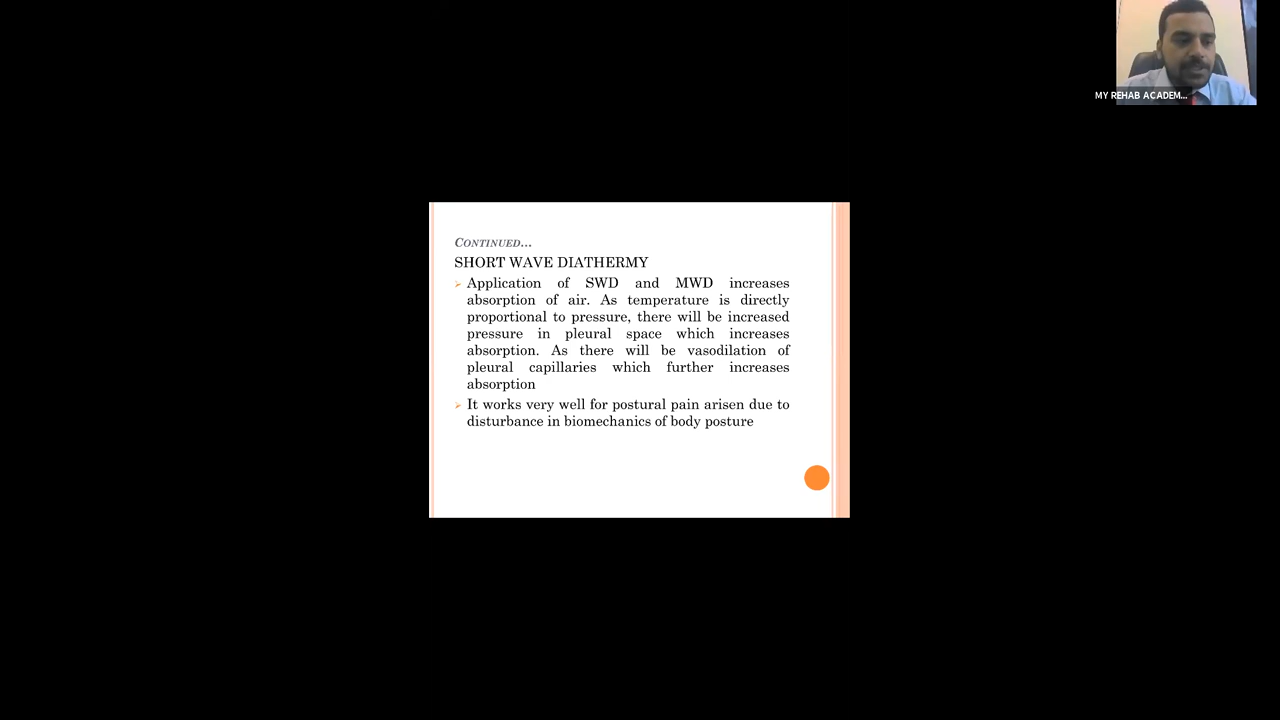 MY REHAB ACADEM...
CONTINUED...
SHORT WAVE DIATHERMY
Application of SWD and MWD increases
absorption of air. As temperature is directly
proportional to pressure, there will be increased
pressure in pleural space which increases
absorption. As there will be vasodilation of
pleural capillaries which further increases
absorption
It works very well for postural pain arisen due to
disturbance in biomechanics of body posture